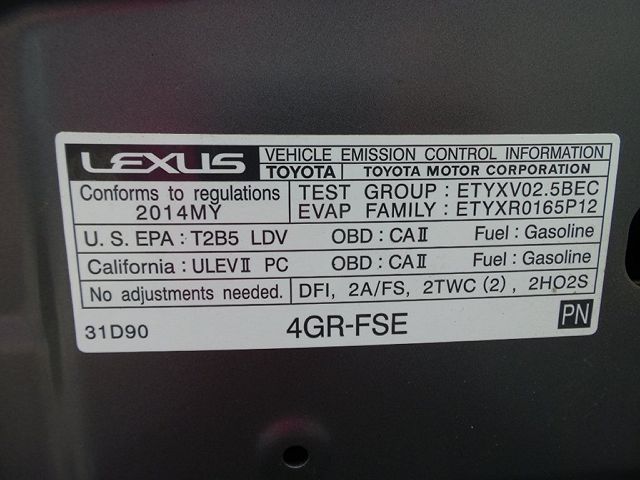 LEXUS VEHICLE EMISSION CONTROL INFORMATION
TOYOTA TOYOTA MOTOR CORPORATION
Conforms to regulations
2014MY
TEST GROUP : ETYXV02.5BEC
EVAP FAMILY : ETYXR0165P12
U. S. EPA : T2B5 LDV OBD : CAⅡ Fuel : Gasoline
California : ULEVⅡ PC OBD : CAⅡ Fuel : Gasoline
No adjustments needed. DFI, 2A/FS, 2TWC (2) , 2HO2S
31D90 4GR-FSE PN